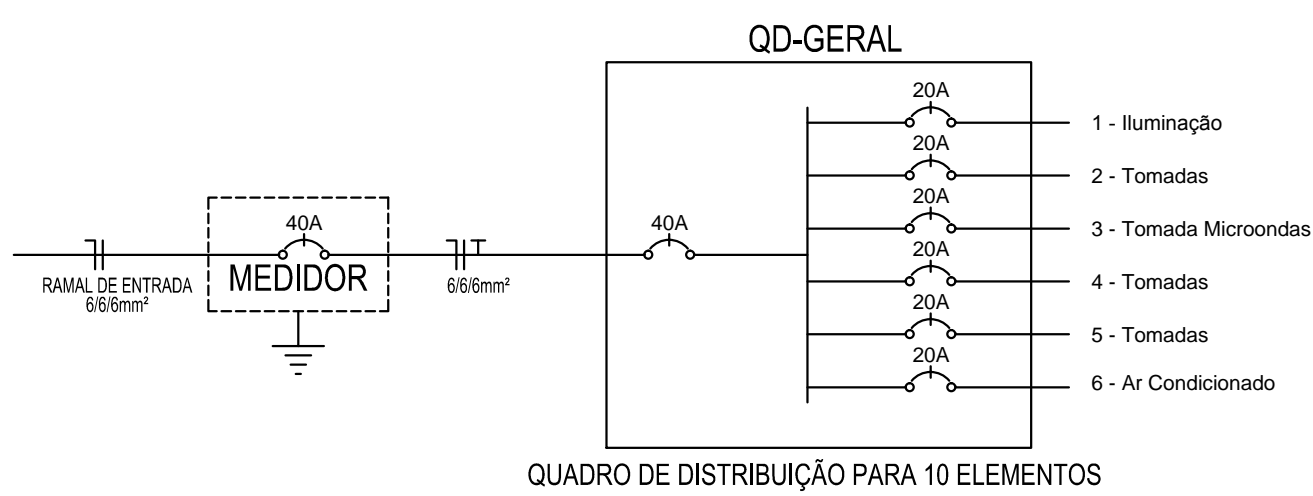 QD-GERAL
20A
1 - Iluminação
20A
2 - Tomadas
20A
3 - Tomada Microondas
20A
4 - Tomadas
20A
5 - Tomadas
20A
6 - Ar Condicionado
40A
40A
MEDIDOR
RAMAL DE ENTRADA
6/6/6mm²
6/6/6mm²
QUADRO DE DISTRIBUIÇÃO PARA 10 ELEMENTOS